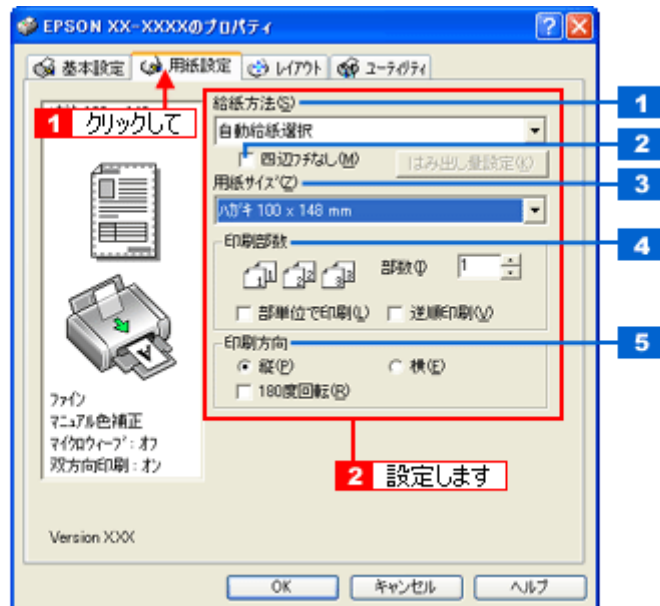 EPSON XX-XXXXのプロパティ
基本設定 用紙設定 レイアウト ユーティリティ
1 クリックして
給紙方法(S) 1
自動給紙選択
四辺フチなし(M) はみ出し量設定(K) 2
用紙サイズ(Z) 3
ハガキ 100 x 148 mm
印刷部数 4
部数(I) 1
部単位で印刷(L) 逆順印刷(V)
印刷方向 5
縦(P) 横(E)
180度回転(R)
ファイン
マニュアル色補正
マイクロウィーブ : オフ
双方向印刷 : オン
2 設定します
Version XXX
OK キャンセル ヘルプ